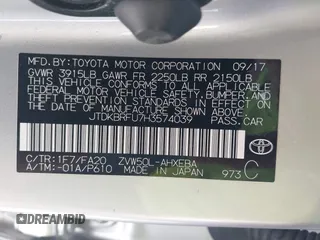 MFD. BY: TOYOTA MOTOR CORPORATION 09/17
GVWR 3915LB GAWR FR 2250LB RR 2150LB
THIS VEHICLE CONFORMS TO ALL APPLICABLE
FEDERAL MOTOR VEHICLE SAFETY, BUMPER,
AND THEFT PREVENTION STANDARDS IN EFFECT
ON THE DATE OF MANUFACTURE SHOWN ABOVE.
JTDKBRFU7H3574039
PASS. CAR
C/TR: 1F7/FA20 ZVW50L-AHXEBA
A/TM: -01A/P610 MADE IN JAPAN 973 C
TOYOTA
DREAMBID